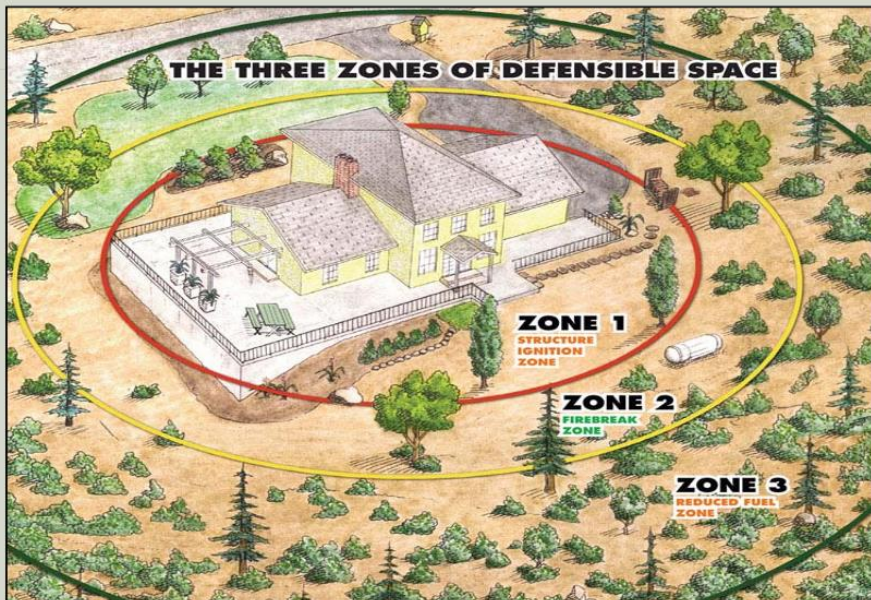 THE THREE ZONES OF DEFENSIBLE SPACE
ZONE 1
STRUCTURE
IGNITION
ZONE
ZONE 2
FIREBREAK
ZONE
ZONE 3
REDUCED FUEL
ZONE